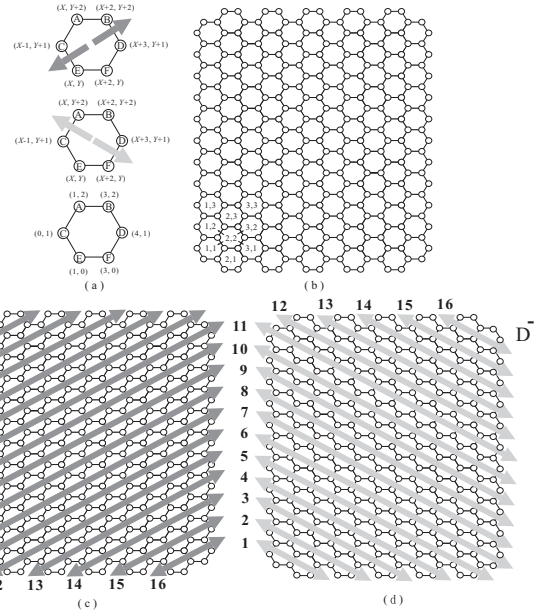 (X, Y+2) (X+2, Y+2)
A B
(X-1, Y+1) C D (X+3, Y+1)
E F
(X, Y) (X+2, Y)
(X, Y+2) (X+2, Y+2)
A B
(X-1, Y+1) C D (X+3, Y+1)
E F
(X, Y) (X+2, Y)
(1, 2) (3, 2)
A B
(0, 1) C D (4, 1)
E F
(1, 0) (3, 0)
( a )
1,3 3,3
2,3
1,2 3,2
2,2
1,1 3,1
2,1
( b )
11
10
9
8
7
6
5
4
3
2
1
2 13 14 15 16
( c )
12 13 14 15 16
D-
( d )